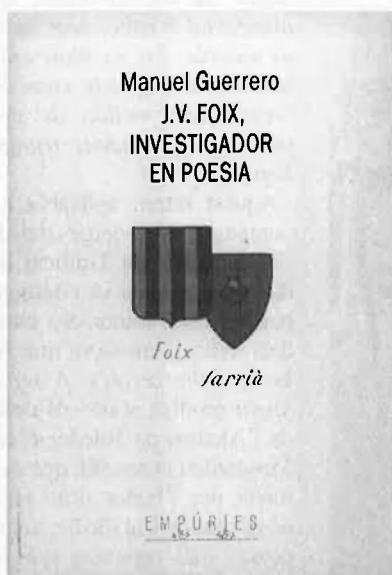 Manuel Guerrero
J.V. FOIX,
INVESTIGADOR
EN POESIA
Foix
Sarrià
EMPÚRIES